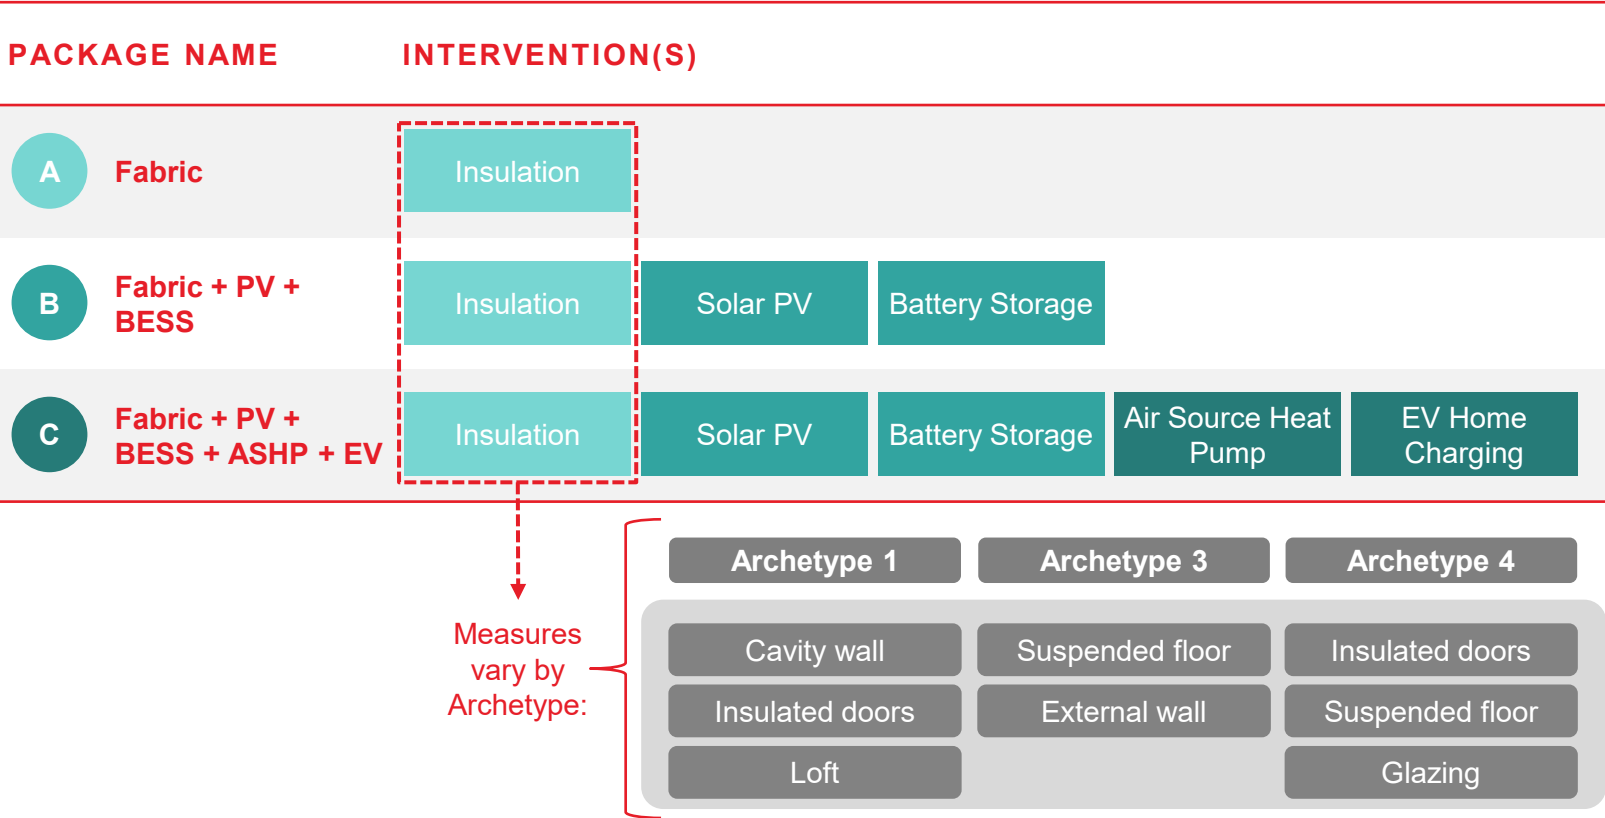 PACKAGE NAME
INTERVENTION(S)
A
Fabric
Insulation
B
Fabric + PV +
BESS
Insulation
Solar PV
Battery Storage
C
Fabric + PV +
BESS + ASHP + EV
Insulation
Solar PV
Battery Storage
Air Source Heat
Pump
EV Home
Charging
Measures
vary by
Archetype:
Archetype 1
Archetype 3
Archetype 4
Cavity wall
Suspended floor
Insulated doors
Insulated doors
External wall
Suspended floor
Loft
Glazing